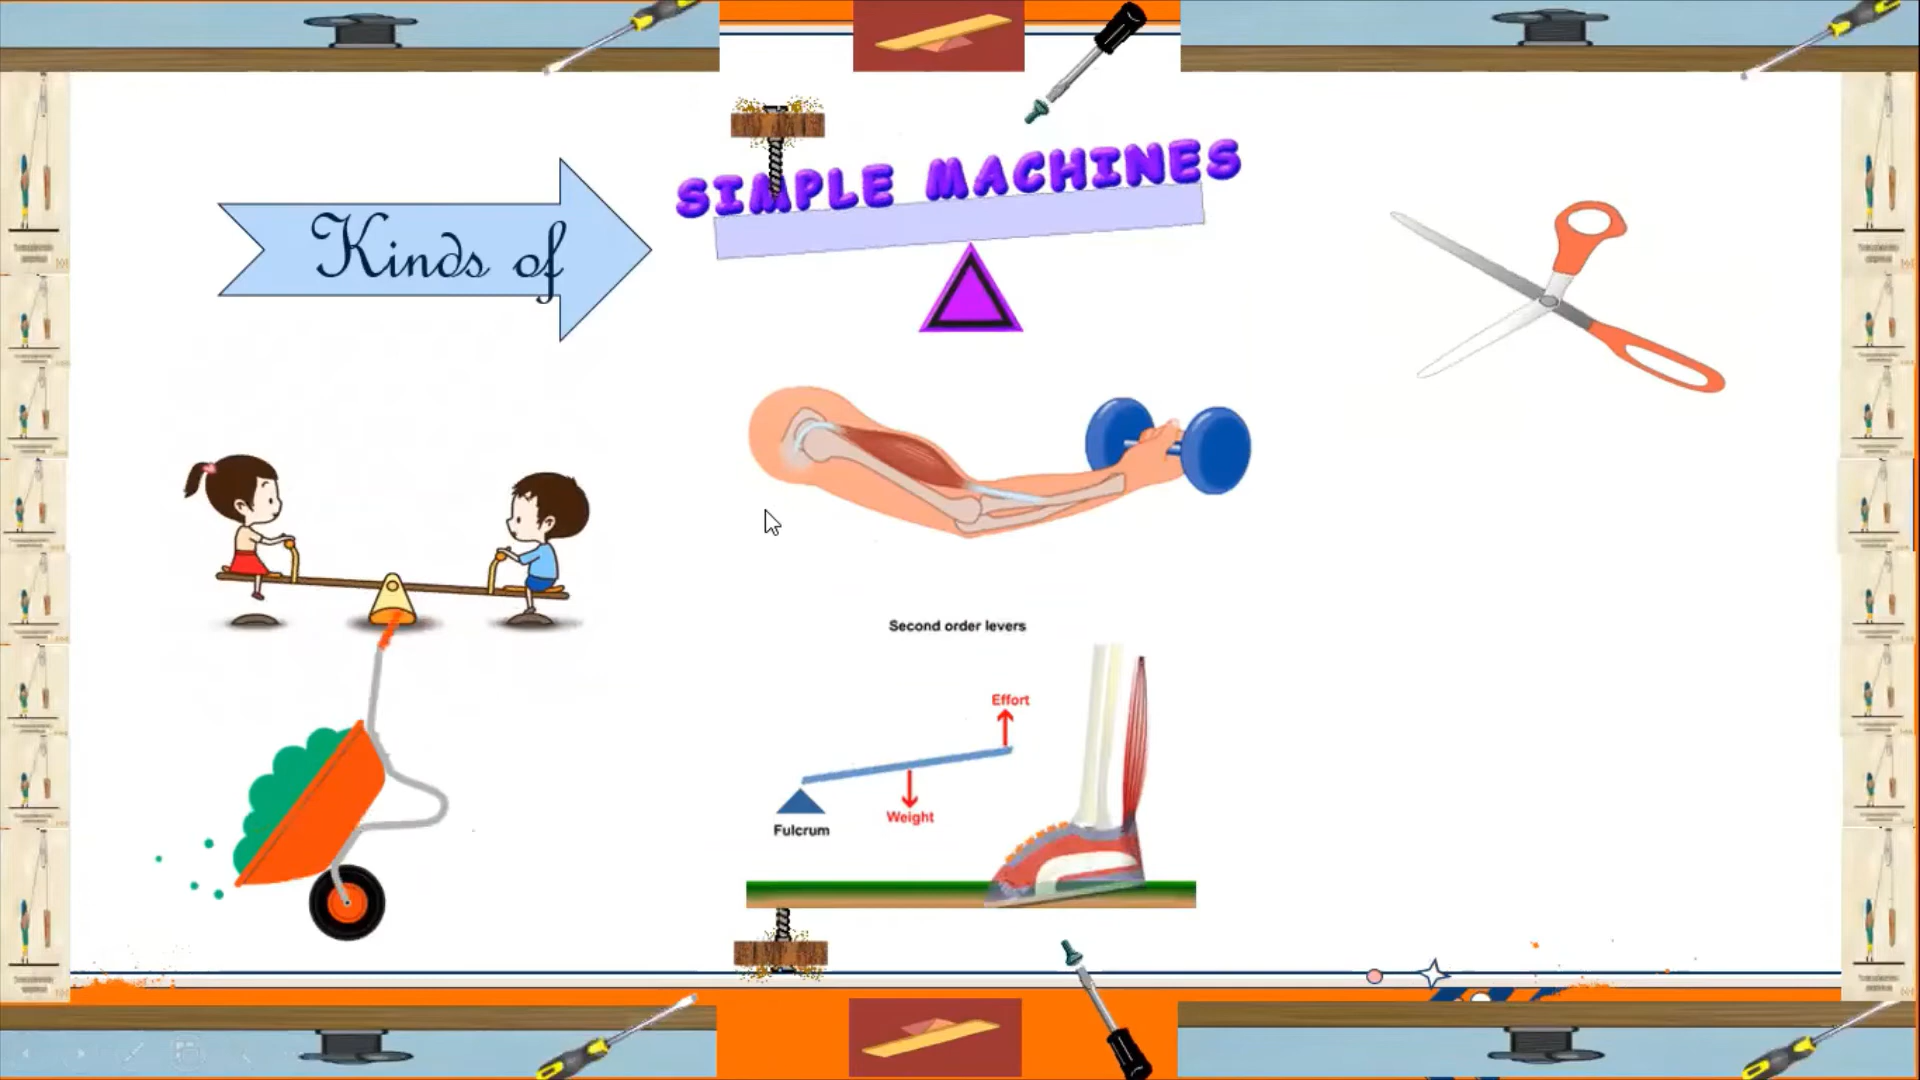 Kinds of
SIMPLE MACHINES
Second order levers
Effort
Weight
Fulcrum